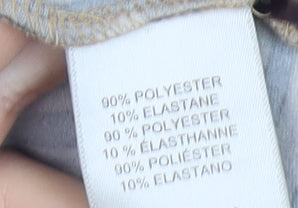 90% POLYESTER
10% ELASTANE
90 % POLYESTER
10 % ÉLASTHANNE
90% POLIÉSTER
10% ELASTANO